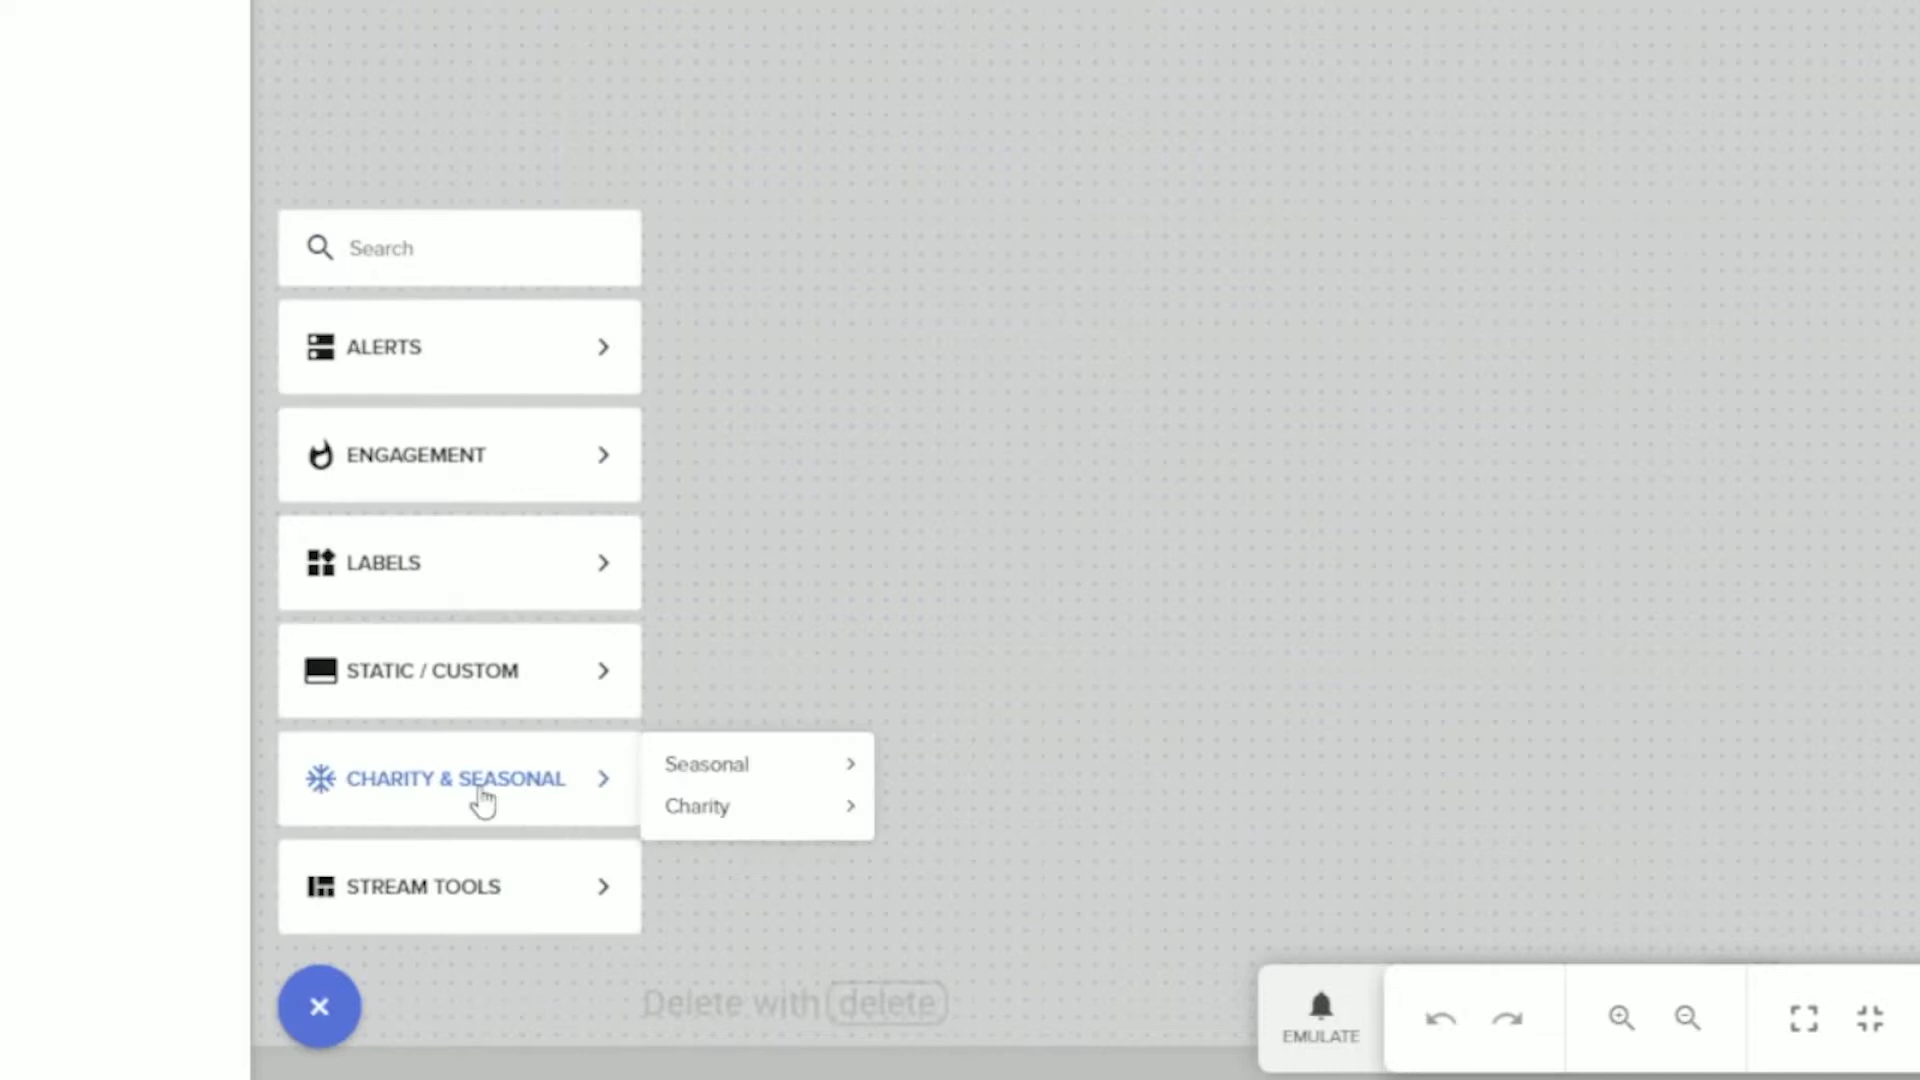 Search
ALERTS
ENGAGEMENT
LABELS
STATIC / CUSTOM
CHARITY & SEASONAL
Seasonal
Charity
STREAM TOOLS
Delete with delete
EMULATE